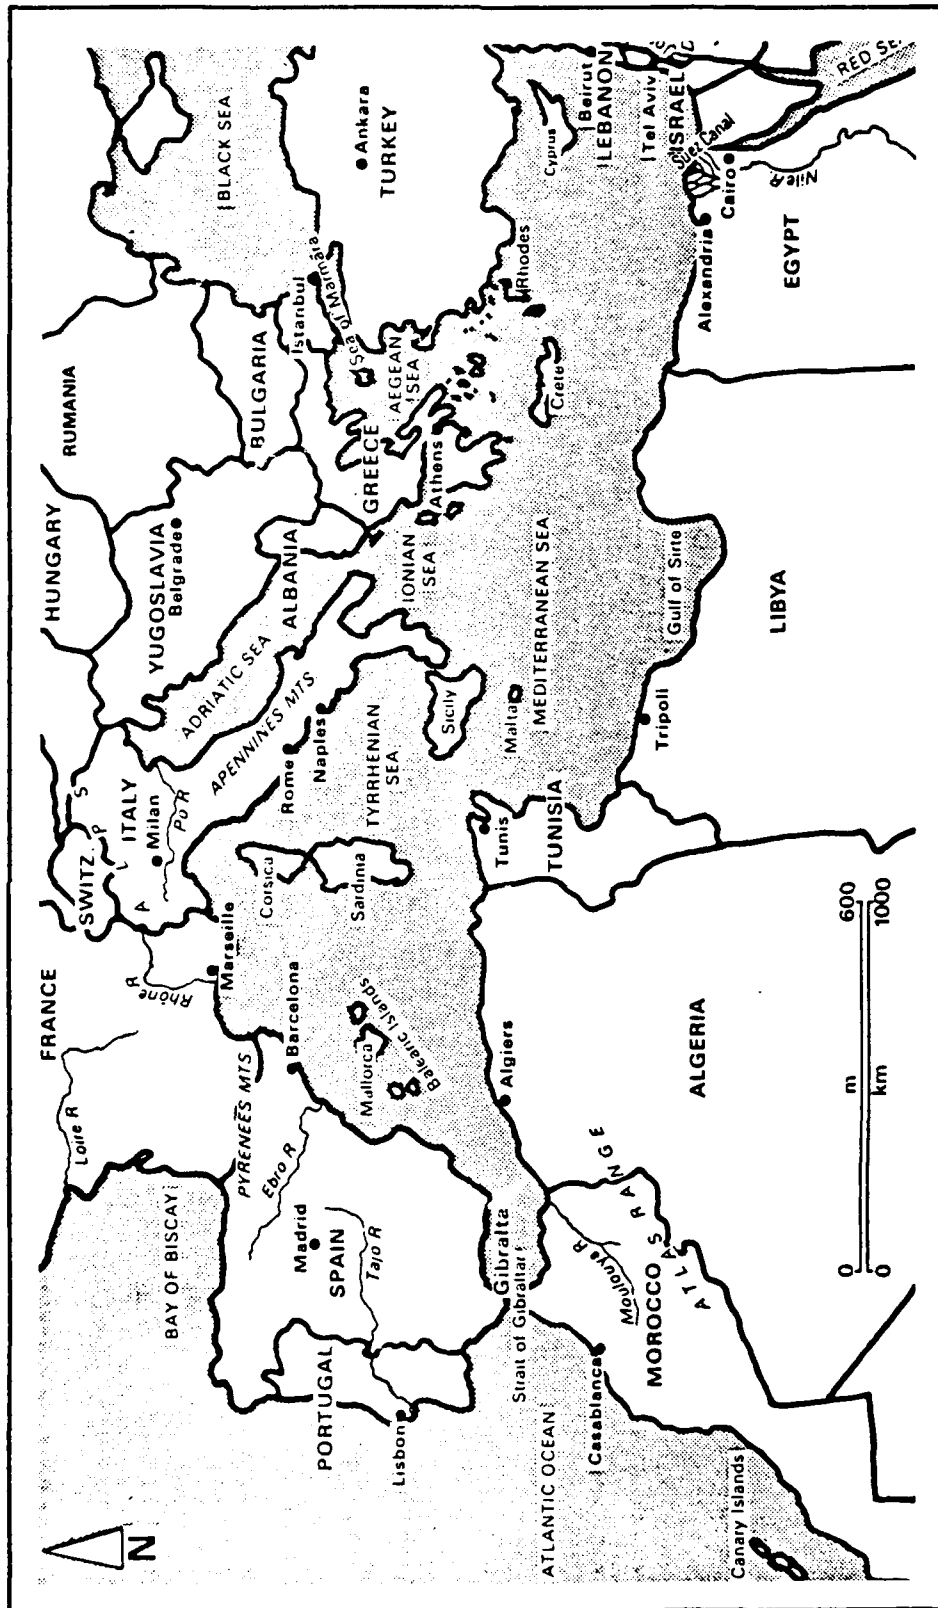 N
FRANCE
Loire R
BAY OF BISCAY
SWITZ
A L P S
HUNGARY
RUMANIA
ITALY
Milan
Po R
Rhône R
Marseille
YUGOSLAVIA
Belgrade
BLACK SEA
PYRENEES MTS
Ebro R
Barcelona
Corsica
APENNINES MTS
ADRIATIC SEA
BULGARIA
Istanbul
Sea of Marmara
Ankara
TURKEY
PORTUGAL
Lisbon
Madrid
SPAIN
Tajo R
Mallorca
Balearic Islands
Sardinia
Rome
Naples
TYRRHENIAN
SEA
ALBANIA
GREECE
Athens
AEGEAN
SEA
IONIAN
SEA
Sicily
Malta
MEDITERRANEAN SEA
Crete
Rhodes
Cyprus
Beirut
LEBANON
Tel Aviv
ISRAEL
Suez Canal
ATLANTIC OCEAN
Strait of Gibraltar
Gibralta
Algiers
Tunis
TUNISIA
Casablanca
Moulouya R
MOROCCO
ATLAS RANGE
ALGERIA
Tripoli
Gulf of Sirte
LIBYA
Alexandria
Cairo
EGYPT
Nile R
RED SE
Canary Islands
0 m 600
0 km 1000